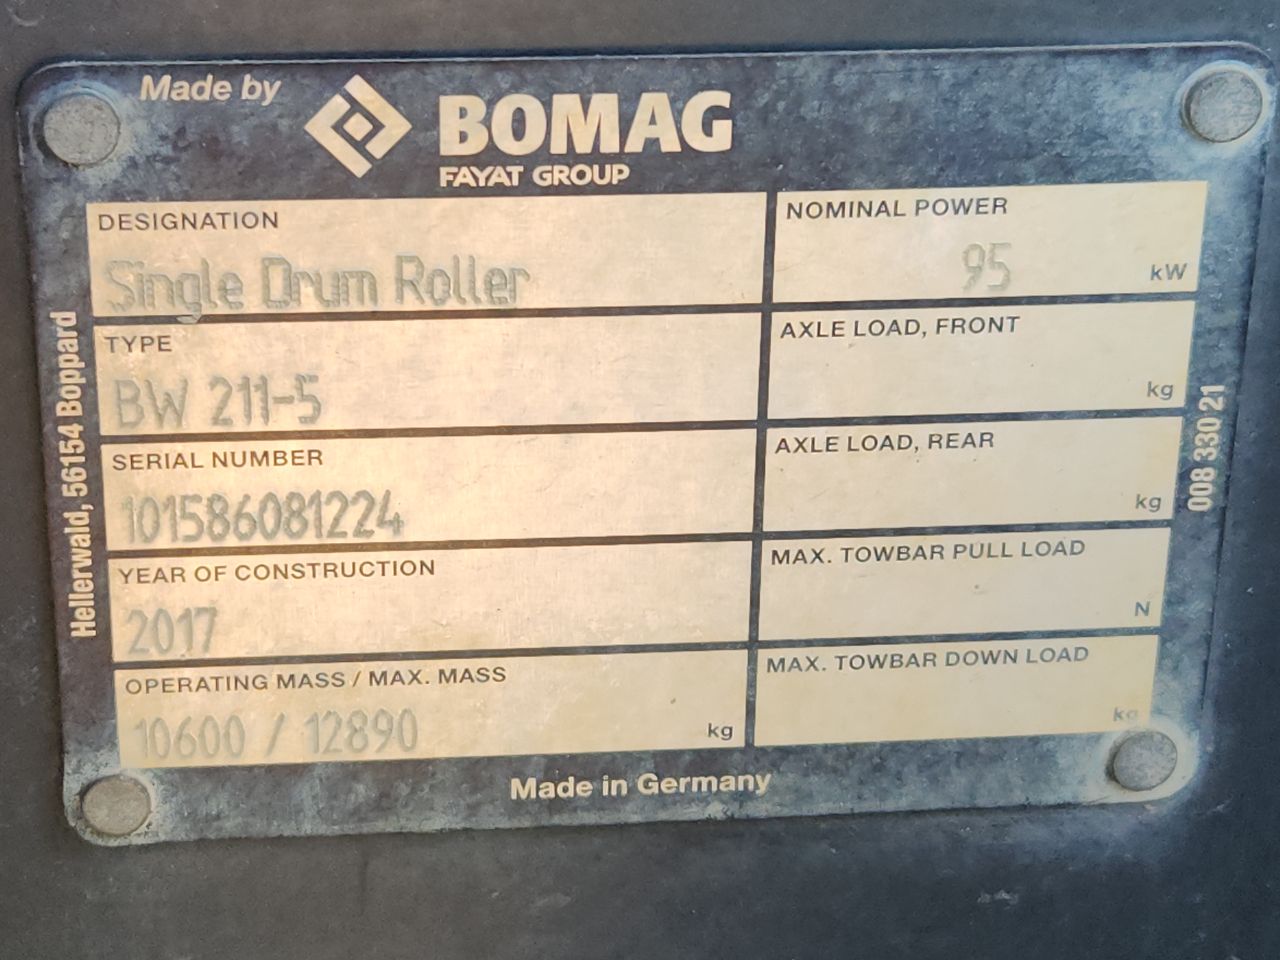 Made by
BOMAG
FAYAT GROUP
DESIGNATION
Single Drum Roller
NOMINAL POWER
95 kW
TYPE
BW 211-5
AXLE LOAD, FRONT
kg
SERIAL NUMBER
101586081224
AXLE LOAD, REAR
kg
YEAR OF CONSTRUCTION
2017
MAX. TOWBAR PULL LOAD
N
OPERATING MASS / MAX. MASS
10600 / 12890 kg
MAX. TOWBAR DOWN LOAD
kg
Made in Germany
Hellerwald, 56154 Boppard
008 330 21